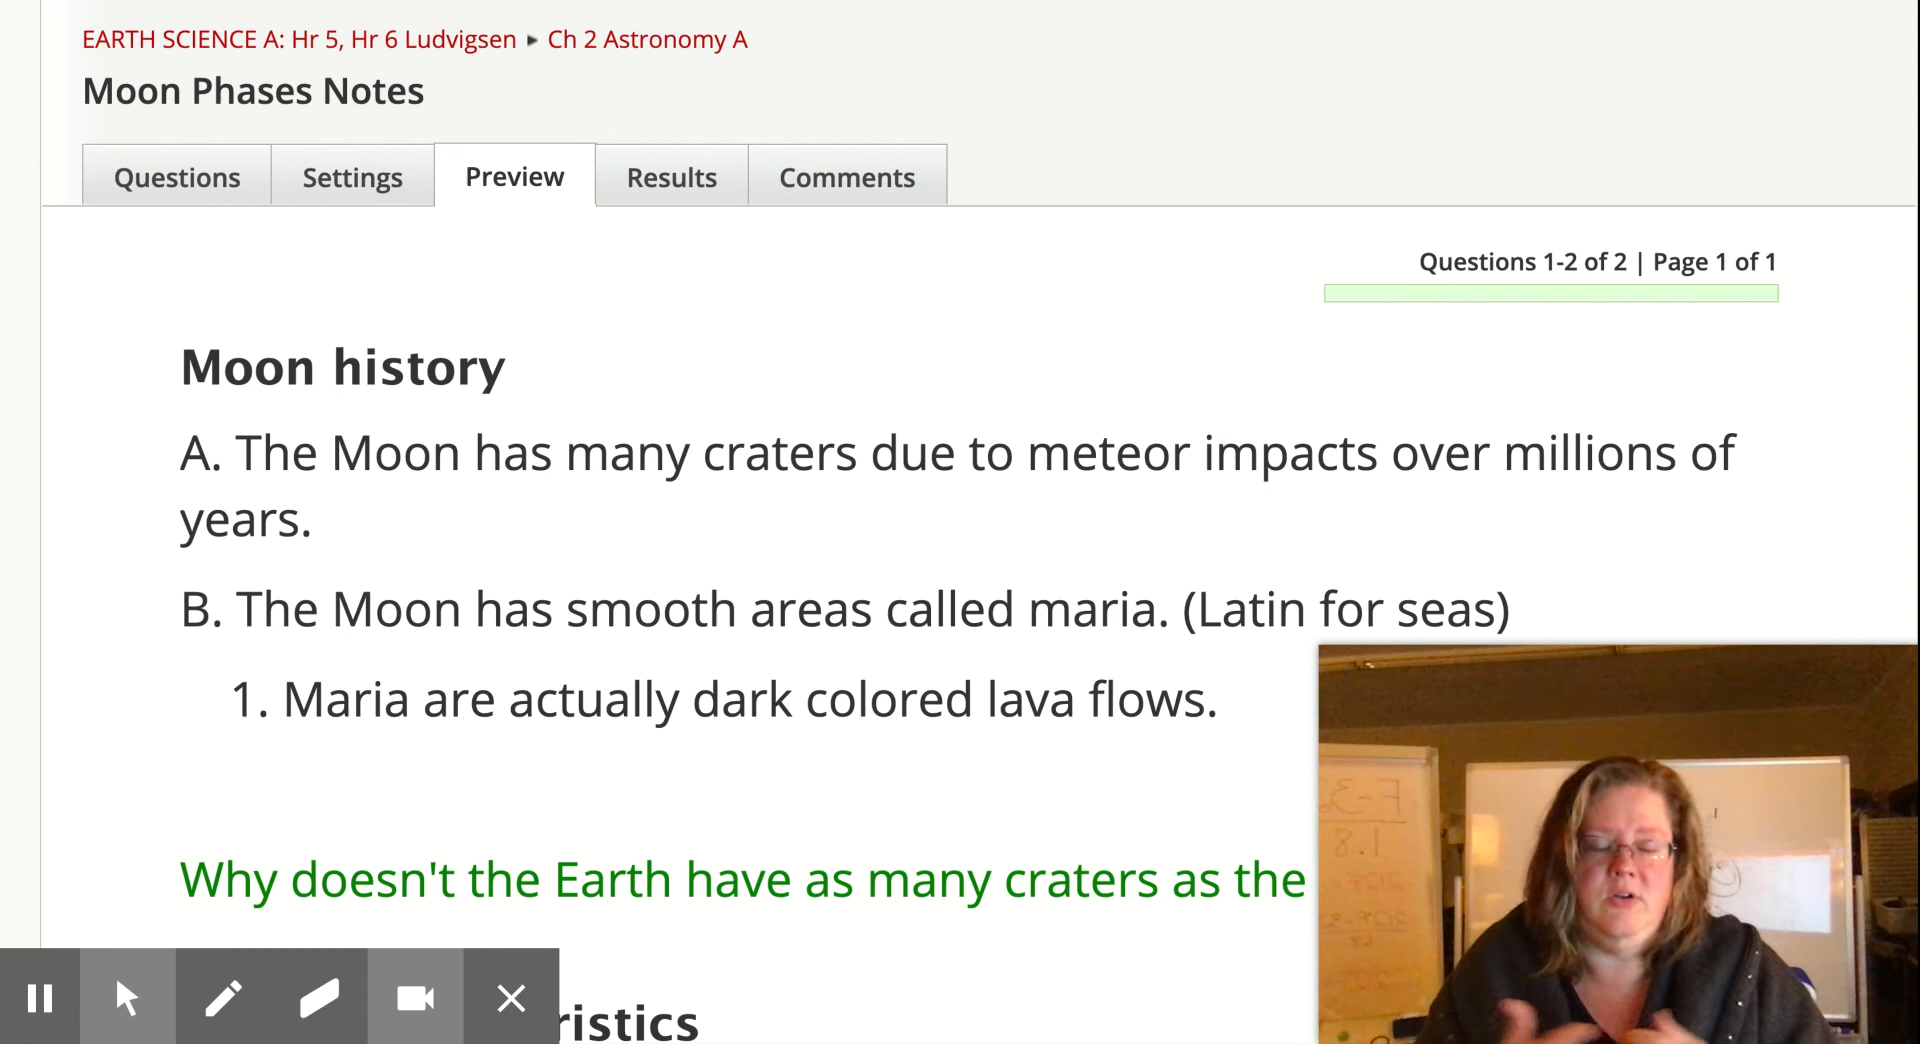 EARTH SCIENCE A: Hr 5, Hr 6 Ludvigsen ▸ Ch 2 Astronomy A
Moon Phases Notes
Questions Settings Preview Results Comments
Questions 1-2 of 2 | Page 1 of 1
Moon history
A. The Moon has many craters due to meteor impacts over millions of
years.
B. The Moon has smooth areas called maria. (Latin for seas)
1. Maria are actually dark colored lava flows.
Why doesn't the Earth have as many craters as the
ristics